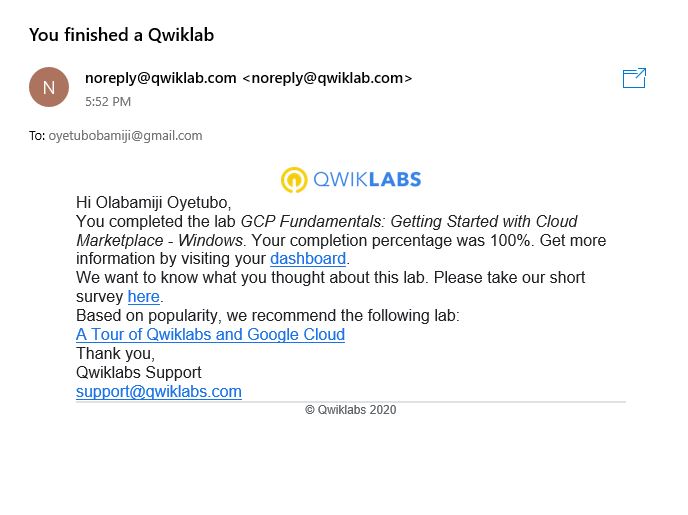 You finished a Qwiklab
N
noreply@qwiklab.com <noreply@qwiklab.com>
5:52 PM
To: oyetubobamiji@gmail.com
QWIKLABS
Hi Olabamiji Oyetubo,
You completed the lab GCP Fundamentals: Getting Started with Cloud
Marketplace - Windows. Your completion percentage was 100%. Get more
information by visiting your dashboard.
We want to know what you thought about this lab. Please take our short
survey here.
Based on popularity, we recommend the following lab:
A Tour of Qwiklabs and Google Cloud
Thank you,
Qwiklabs Support
support@qwiklabs.com
© Qwiklabs 2020